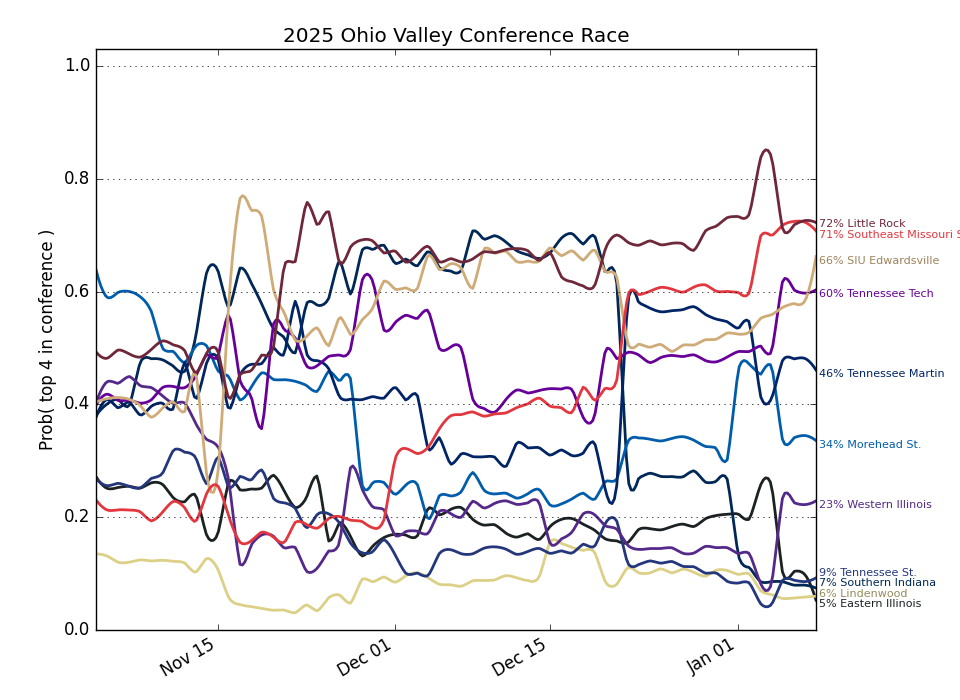 2025 Ohio Valley Conference Race
Prob( top 4 in conference )
1.0
0.8
0.6
0.4
0.2
0.0
Nov 15
Dec 01
Dec 15
Jan 01
72% Little Rock
71% Southeast Missouri S
66% SIU Edwardsville
60% Tennessee Tech
46% Tennessee Martin
34% Morehead St.
23% Western Illinois
9% Tennessee St.
7% Southern Indiana
6% Lindenwood
5% Eastern Illinois